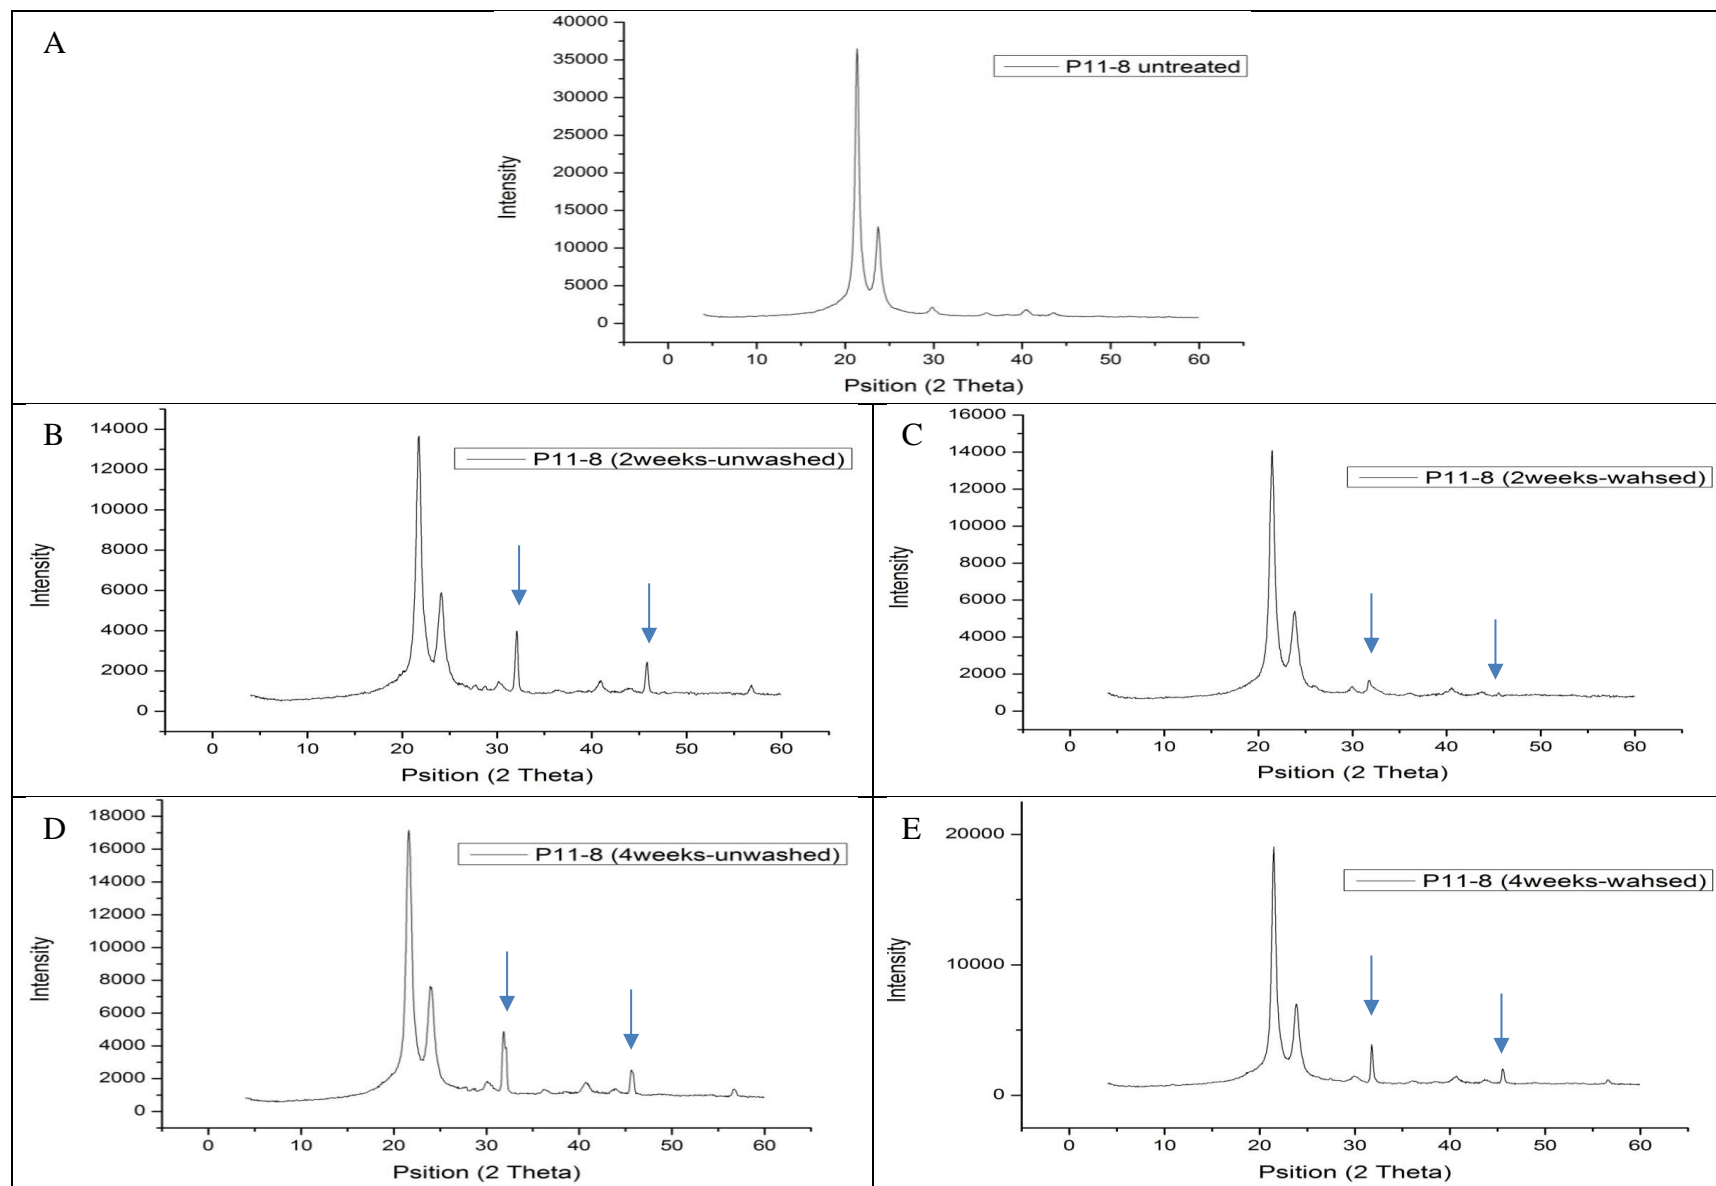 A
40000
35000
30000
25000
20000
15000
10000
5000
0
Intensity
P11-8 untreated
0 10 20 30 40 50 60
Psition (2 Theta)
B
14000
12000
10000
8000
6000
4000
2000
0
Intensity
P11-8 (2weeks-unwashed)
0 10 20 30 40 50 60
Psition (2 Theta)
C
16000
14000
12000
10000
8000
6000
4000
2000
0
Intensity
P11-8 (2weeks-wahsed)
0 10 20 30 40 50 60
Psition (2 Theta)
D
18000
16000
14000
12000
10000
8000
6000
4000
2000
0
Intensity
P11-8 (4weeks-unwashed)
0 10 20 30 40 50 60
Psition (2 Theta)
E
20000
10000
0
Intensity
P11-8 (4weeks-wahsed)
0 10 20 30 40 50 60
Psition (2 Theta)